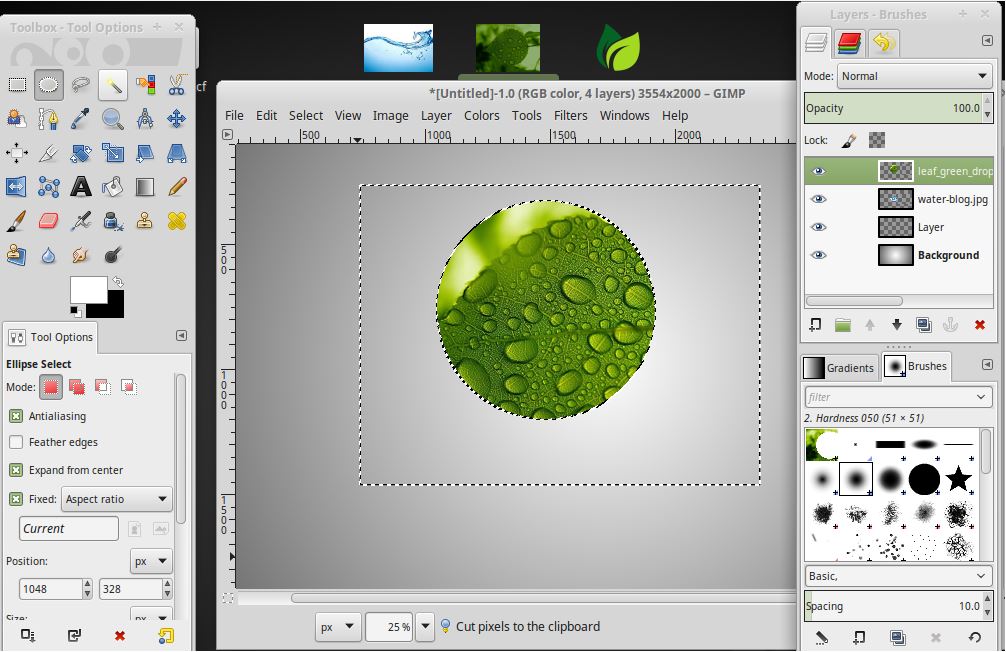 Toolbox - Tool Options
cf
Ellipse Select
Tool Options
Mode:
Antialiasing
Feather edges
Expand from center
Fixed: Aspect ratio
Current
Position:
px
1048 328
Size:
px
*[Untitled]-1.0 (RGB color, 4 layers) 3554x2000 – GIMP
File Edit Select View Image Layer Colors Tools Filters Windows Help
500 1000 1500 2000
500
1000
1500
px 25 % Cut pixels to the clipboard
Layers - Brushes
Mode: Normal
Opacity 100.0
Lock:
leaf_green_drop
water-blog.jpg
Layer
Background
Gradients Brushes
filter
2. Hardness 050 (51 × 51)
Basic,
Spacing 10.0